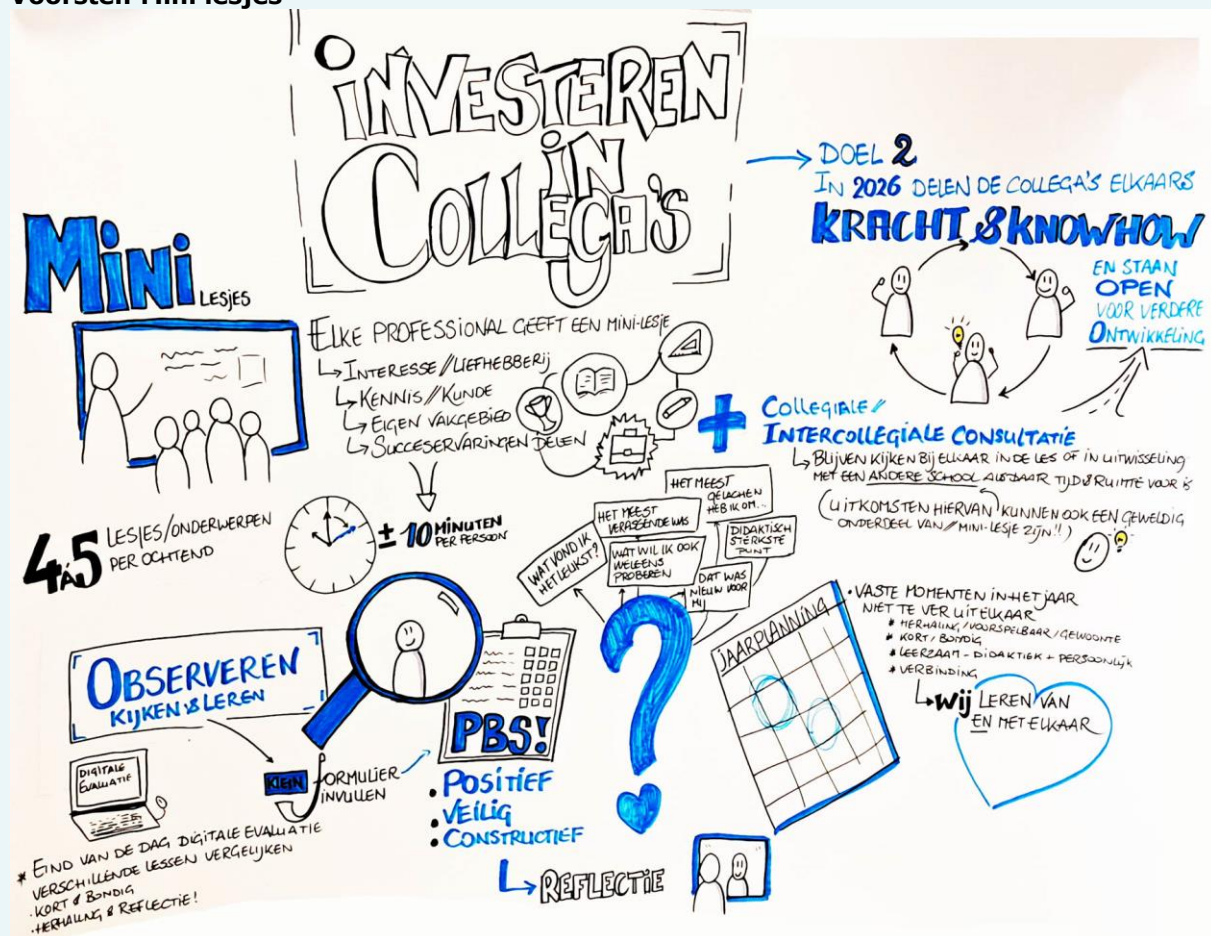 INVESTEREN
IN
COLLEGA'S
DOEL 2
IN 2026 DELEN DE COLLEGA'S ELKAARS
KRACHT & KNOWHOW
EN STAAN
OPEN
VOOR VERDERE
ONTWIKKELING
MINI
LESJES
ELKE PROFESSIONAL GEEFT EEN MINI-LESJE
INTERESSE//LIEFHEBBERIJ
KENNIS//KUNDE
EIGEN VAKGEBIED
SUCCESERVARINGEN DELEN
± 10 MINUTEN
PER PERSOON
4 á 5 LESJES/ONDERWERPEN
PER OCHTEND
+ COLLEGIALE//
INTERCOLLEGIALE CONSULTATIE
BLIJVEN KIJKEN BIJ ELKAAR IN DE LES OF IN UITWISSELING
MET EEN ANDERE SCHOOL ALS DAAR TIJD & RUIMTE VOOR IS
(UITKOMSTEN HIERVAN KUNNEN OOK EEN GEWELDIG
ONDERDEEL VAN // MINI-LESJE ZIJN!!)
HET MEEST
GELACHEN
HEB IK OM...
HET MEEST
VERASSENDE WAS
DIDAKTISCH
STERKSTE
PUNT
WAT VOND IK
HET LEUKST?
WAT WIL IK OOK
WELEENS
PROBEREN
DAT WAS
NIEUW VOOR
MIJ
?
OBSERVEREN
KIJKEN & LEREN
KLEIN FORMULIER
INVULLEN
PBS!
• POSITIEF
• VEILIG
• CONSTRUCTIEF
REFLECTIE
DIGITALE
EVALUATIE
* EIND VAN DE DAG DIGITALE EVALUATIE
VERSCHILLENDE LESSEN VERGELIJKEN
• KORT & BONDIG
• HERHALING & REFLECTIE!
JAARPLANNING
• VASTE MOMENTEN IN HET JAAR
NIET TE VER UIT ELKAAR
* HERHALING/VOORSPELBAAR/GEWOONTE
* KORT/BONDIG
* LEERZAAM - DIDAKTIEK + PERSOONLIJK
* VERBINDING
WIJ LEREN VAN
EN MET ELKAAR